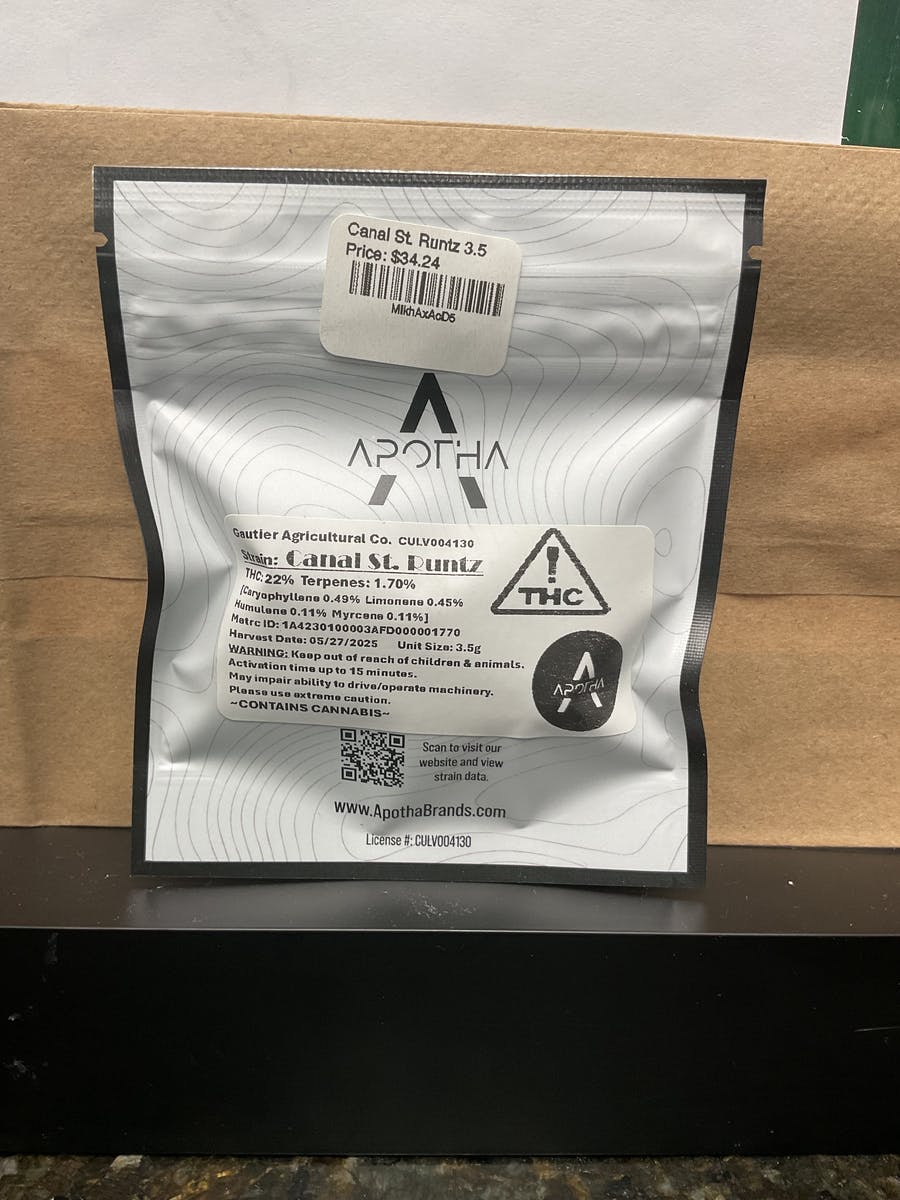 Canal St. Runtz 3.5
Price: $34.24
MlkhAxAoD5
APOTHA
Gautier Agricultural Co. CULV004130
Strain: Canal St. Runtz
THC: 22% Terpenes: 1.70%
[Caryophyllene 0.49% Limonene 0.45%
Humulene 0.11% Myrcene 0.11%]
Metrc ID: 1A4230100003AFD000001770
Harvest Date: 05/27/2025 Unit Size: 3.5g
WARNING: Keep out of reach of children & animals.
Activation time up to 15 minutes.
May impair ability to drive/operate machinery.
Please use extreme caution.
~CONTAINS CANNABIS~
!
THC
APOTHA
Scan to visit our
website and view
strain data.
www.ApothaBrands.com
License #: CULV004130